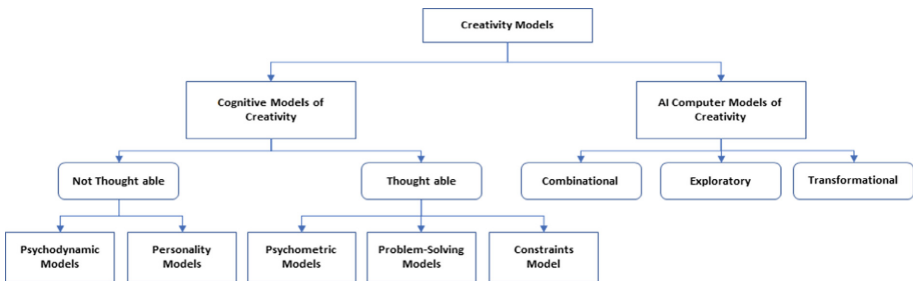 Creativity Models
Cognitive Models of
Creativity
AI Computer Models of
Creativity
Not Thought able
Thought able
Combinational
Exploratory
Transformational
Psychodynamic
Models
Personality
Models
Psychometric
Models
Problem-Solving
Models
Constraints
Model